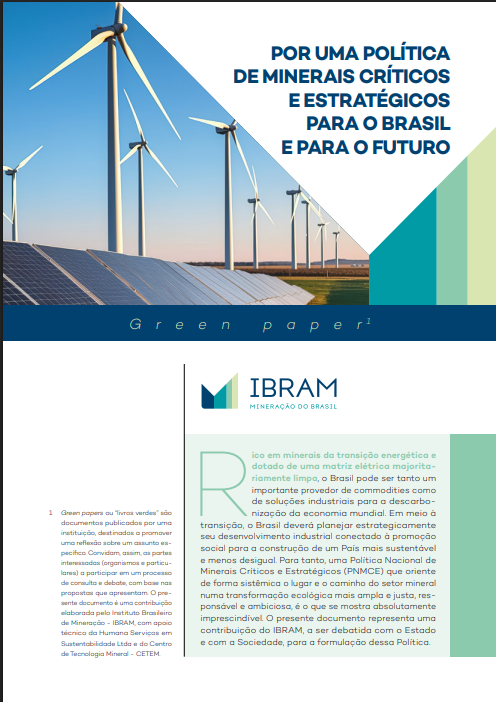 POR UMA POLÍTICA
DE MINERAIS CRÍTICOS
E ESTRATÉGICOS
PARA O BRASIL
E PARA O FUTURO
Green paper¹
IBRAM
MINERAÇÃO DO BRASIL
Rico em minerais da transição energética e
dotado de uma matriz elétrica majorita-
riamente limpa, o Brasil pode ser tanto um
importante provedor de commodities como
de soluções industriais para a descarbo-
nização da economia mundial. Em meio à
transição, o Brasil deverá planejar estrategicamente
seu desenvolvimento industrial conectado à promoção
social para a construção de um País mais sustentável
e menos desigual. Para tanto, uma Política Nacional de
Minerais Críticos e Estratégicos (PNMCE) que oriente
de forma sistêmica o lugar e o caminho do setor mineral
numa transformação ecológica mais ampla e justa, res-
ponsável e ambiciosa, é o que se mostra absolutamente
imprescindível. O presente documento representa uma
contribuição do IBRAM, a ser debatida com o Estado
e com a Sociedade, para a formulação dessa Política.
1 Green papers ou "livros verdes" são
documentos publicados por uma
instituição, destinados a promover
uma reflexão sobre um assunto es-
pecífico. Convidam, assim, as partes
interessadas (organismos e particu-
lares) a participar em um processo
de consulta e debate, com base nas
propostas que apresentam. O pre-
sente documento é uma contribuição
elaborada pelo Instituto Brasileiro
de Mineração - IBRAM, com apoio
técnico da Humana Serviços em
Sustentabilidade Ltda e do Centro
de Tecnologia Mineral - CETEM.